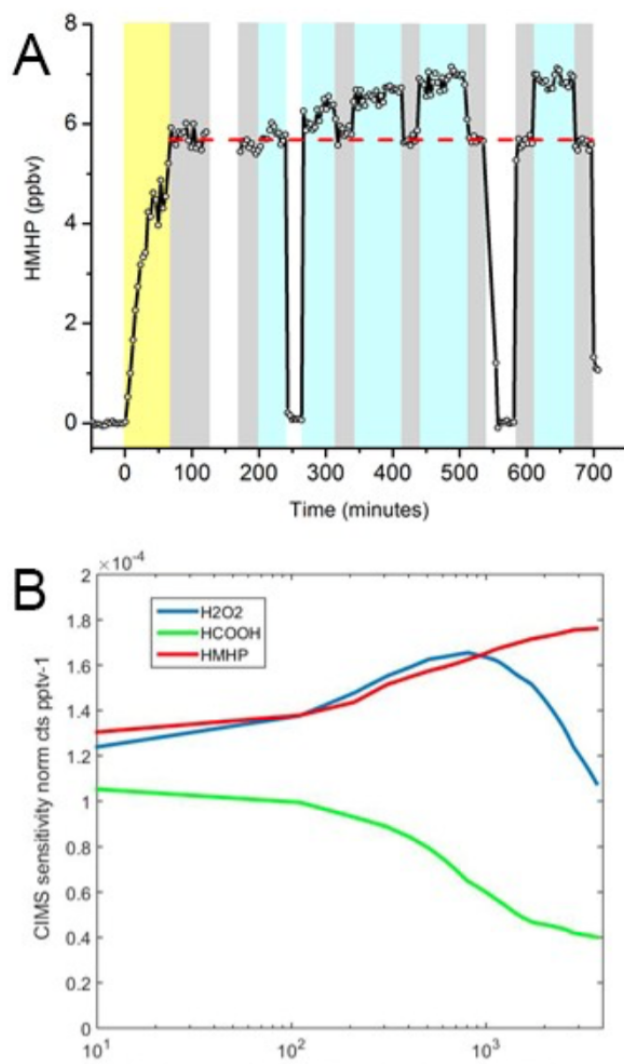 A
8
6
4
2
0
HMHP (ppbv)
0 100 200 300 400 500 600 700
Time (minutes)
B
×10⁻⁴
2
1.8
1.6
1.4
1.2
1
0.8
0.6
0.4
0.2
0
CIMS sensitivity norm cts pptv-1
H2O2
HCOOH
HMHP
10¹ 10² 10³